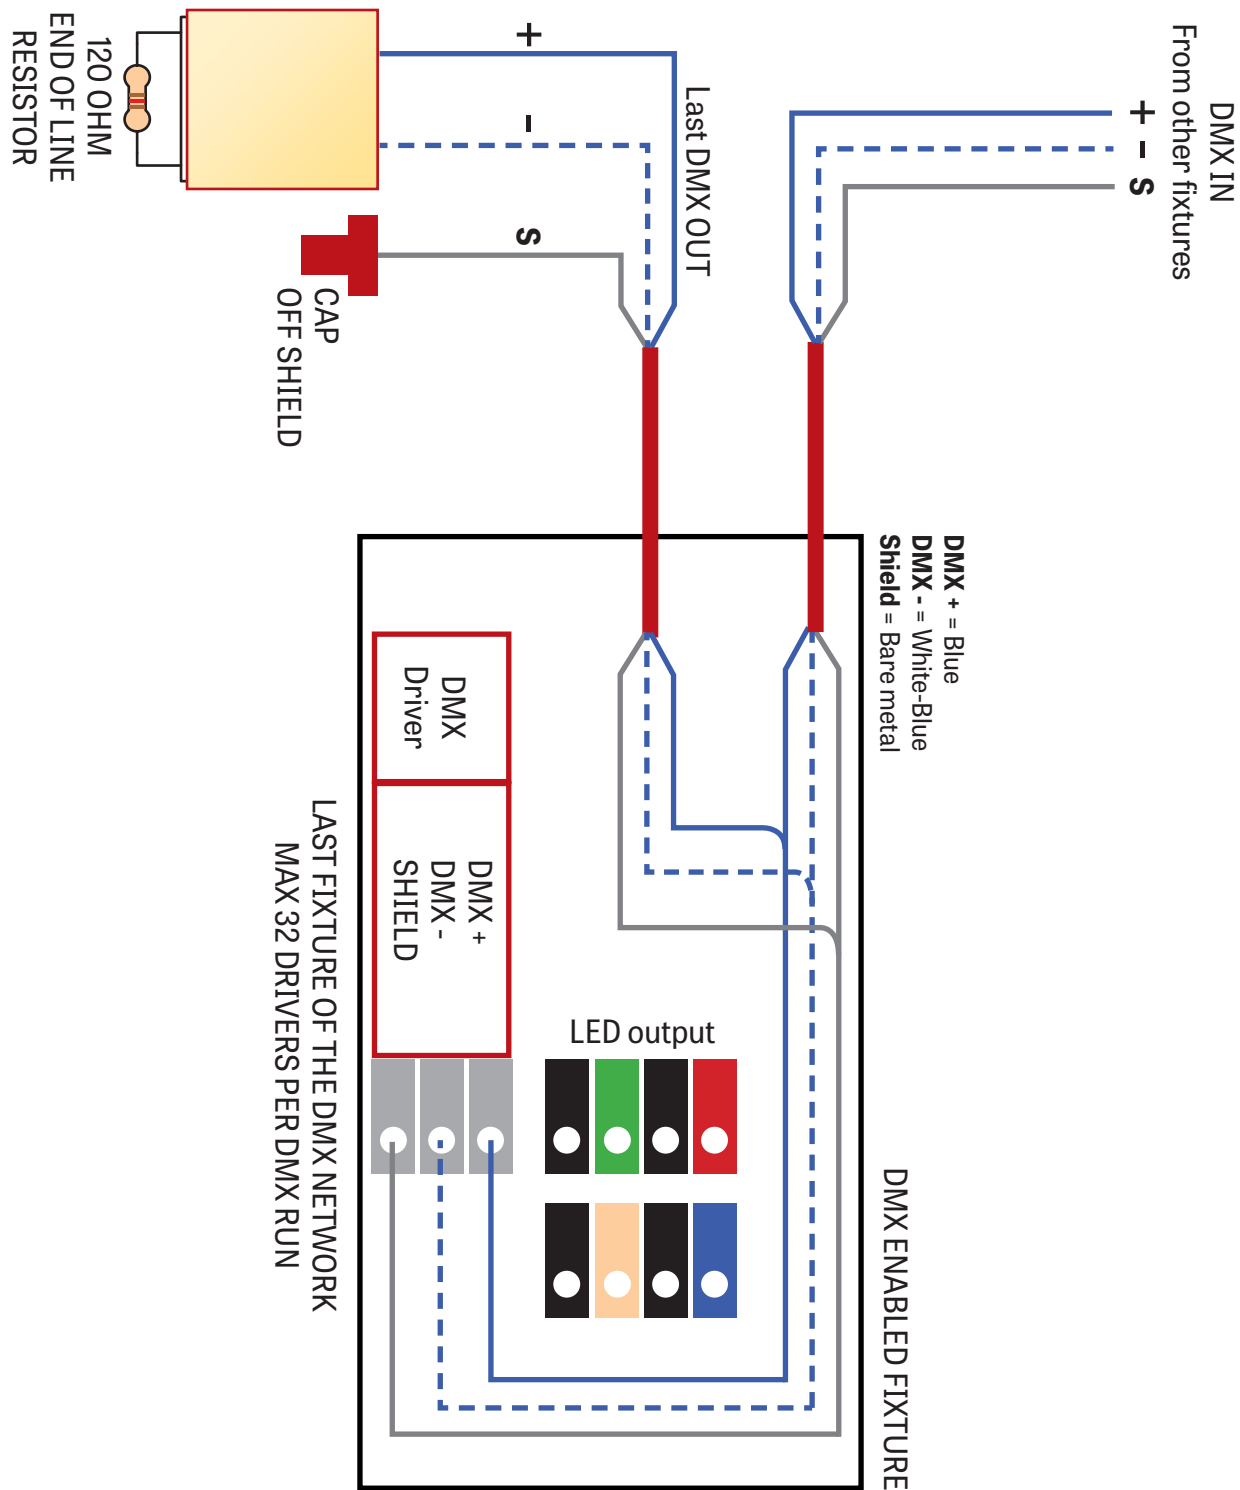 DMX IN
From other fixtures
+
-
S
Last DMX OUT
+
-
S
120 OHM
END OF LINE
RESISTOR
CAP
OFF SHIELD
DMX + = Blue
DMX - = White-Blue
Shield = Bare metal
DMX
Driver
DMX +
DMX -
SHIELD
LED output
DMX ENABLED FIXTURE
LAST FIXTURE OF THE DMX NETWORK
MAX 32 DRIVERS PER DMX RUN